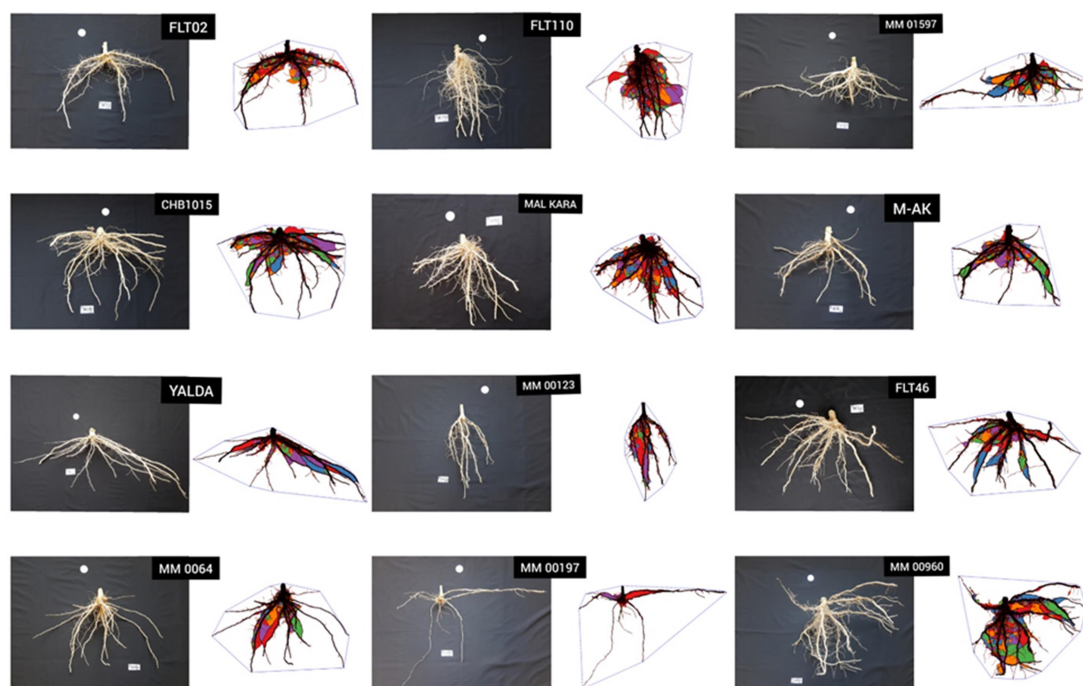 FLT02
FLT110
MM 01597
CHB1015
MAL KARA
M-AK
YALDA
MM 00123
FLT46
MM 0064
MM 00197
MM 00960